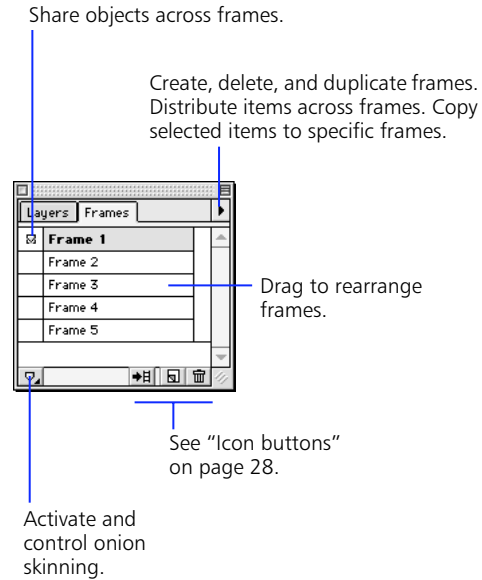 Share objects across frames.
Create, delete, and duplicate frames.
Distribute items across frames. Copy
selected items to specific frames.
Layers Frames
Frame 1
Frame 2
Frame 3
Frame 4
Frame 5
Drag to rearrange
frames.
See “Icon buttons”
on page 28.
Activate and
control onion
skinning.